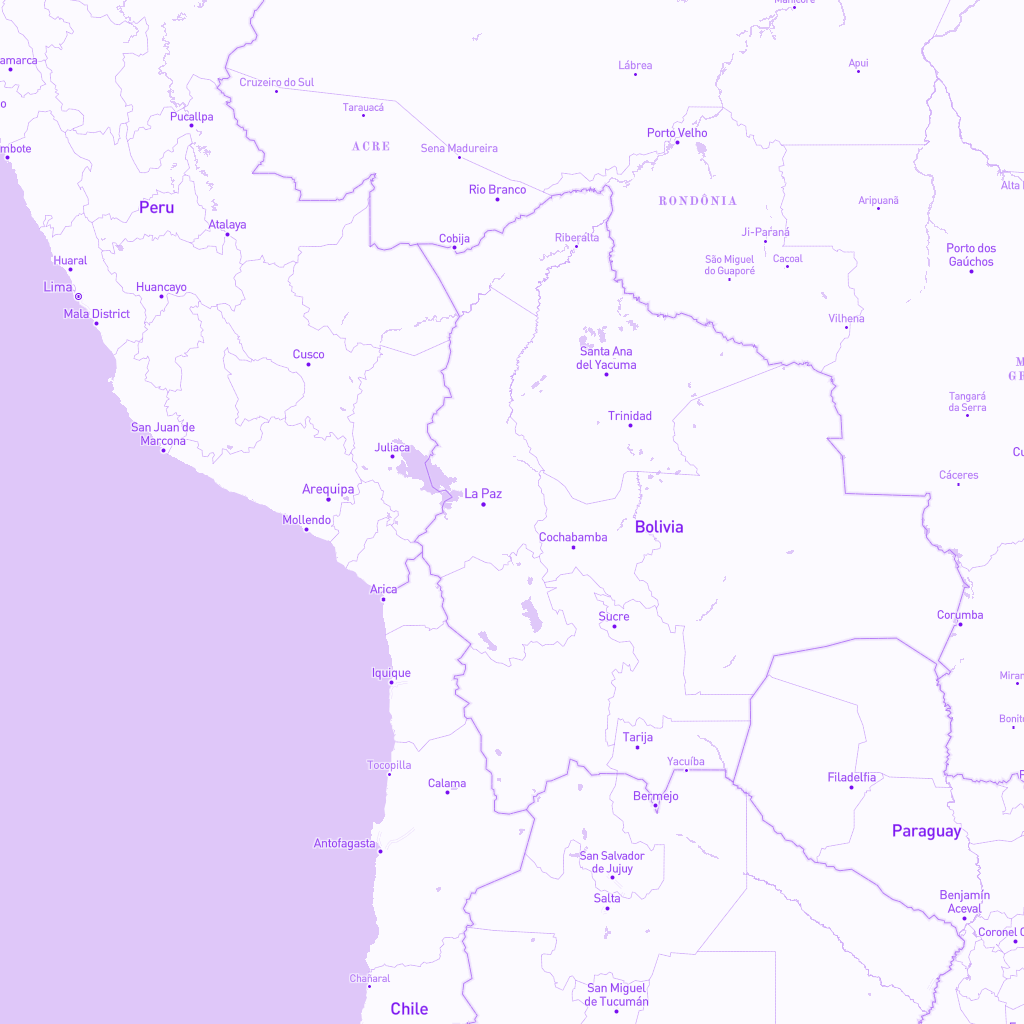 Manicoré
amarca
Lábrea
Apuí
Cruzeiro do Sul
Tarauacá
Pucallpa
Porto Velho
ACRE
Sena Madureira
mbote
Alta
Rio Branco
RONDÔNIA
Aripuanã
Peru
Atalaya
Ji-Paraná
Cobija
Riberalta
Porto dos
Gaúchos
Huaral
São Miguel
do Guaporé
Cacoal
Lima
Huancayo
Mala District
Vilhena
Cusco
Santa Ana
del Yacuma
M
GE
Tangará
da Serra
Trinidad
San Juan de
Marcona
Juliaca
Cu
Cáceres
Arequipa
La Paz
Mollendo
Bolivia
Cochabamba
Arica
Sucre
Corumba
Iquique
Miran
Bonito
Tarija
Tocopilla
Yacuíba
Calama
Filadelfia
Bermejo
Paraguay
Antofagasta
San Salvador
de Jujuy
Salta
Benjamín
Aceval
Coronel O
Chañaral
San Miguel
de Tucumán
Chile